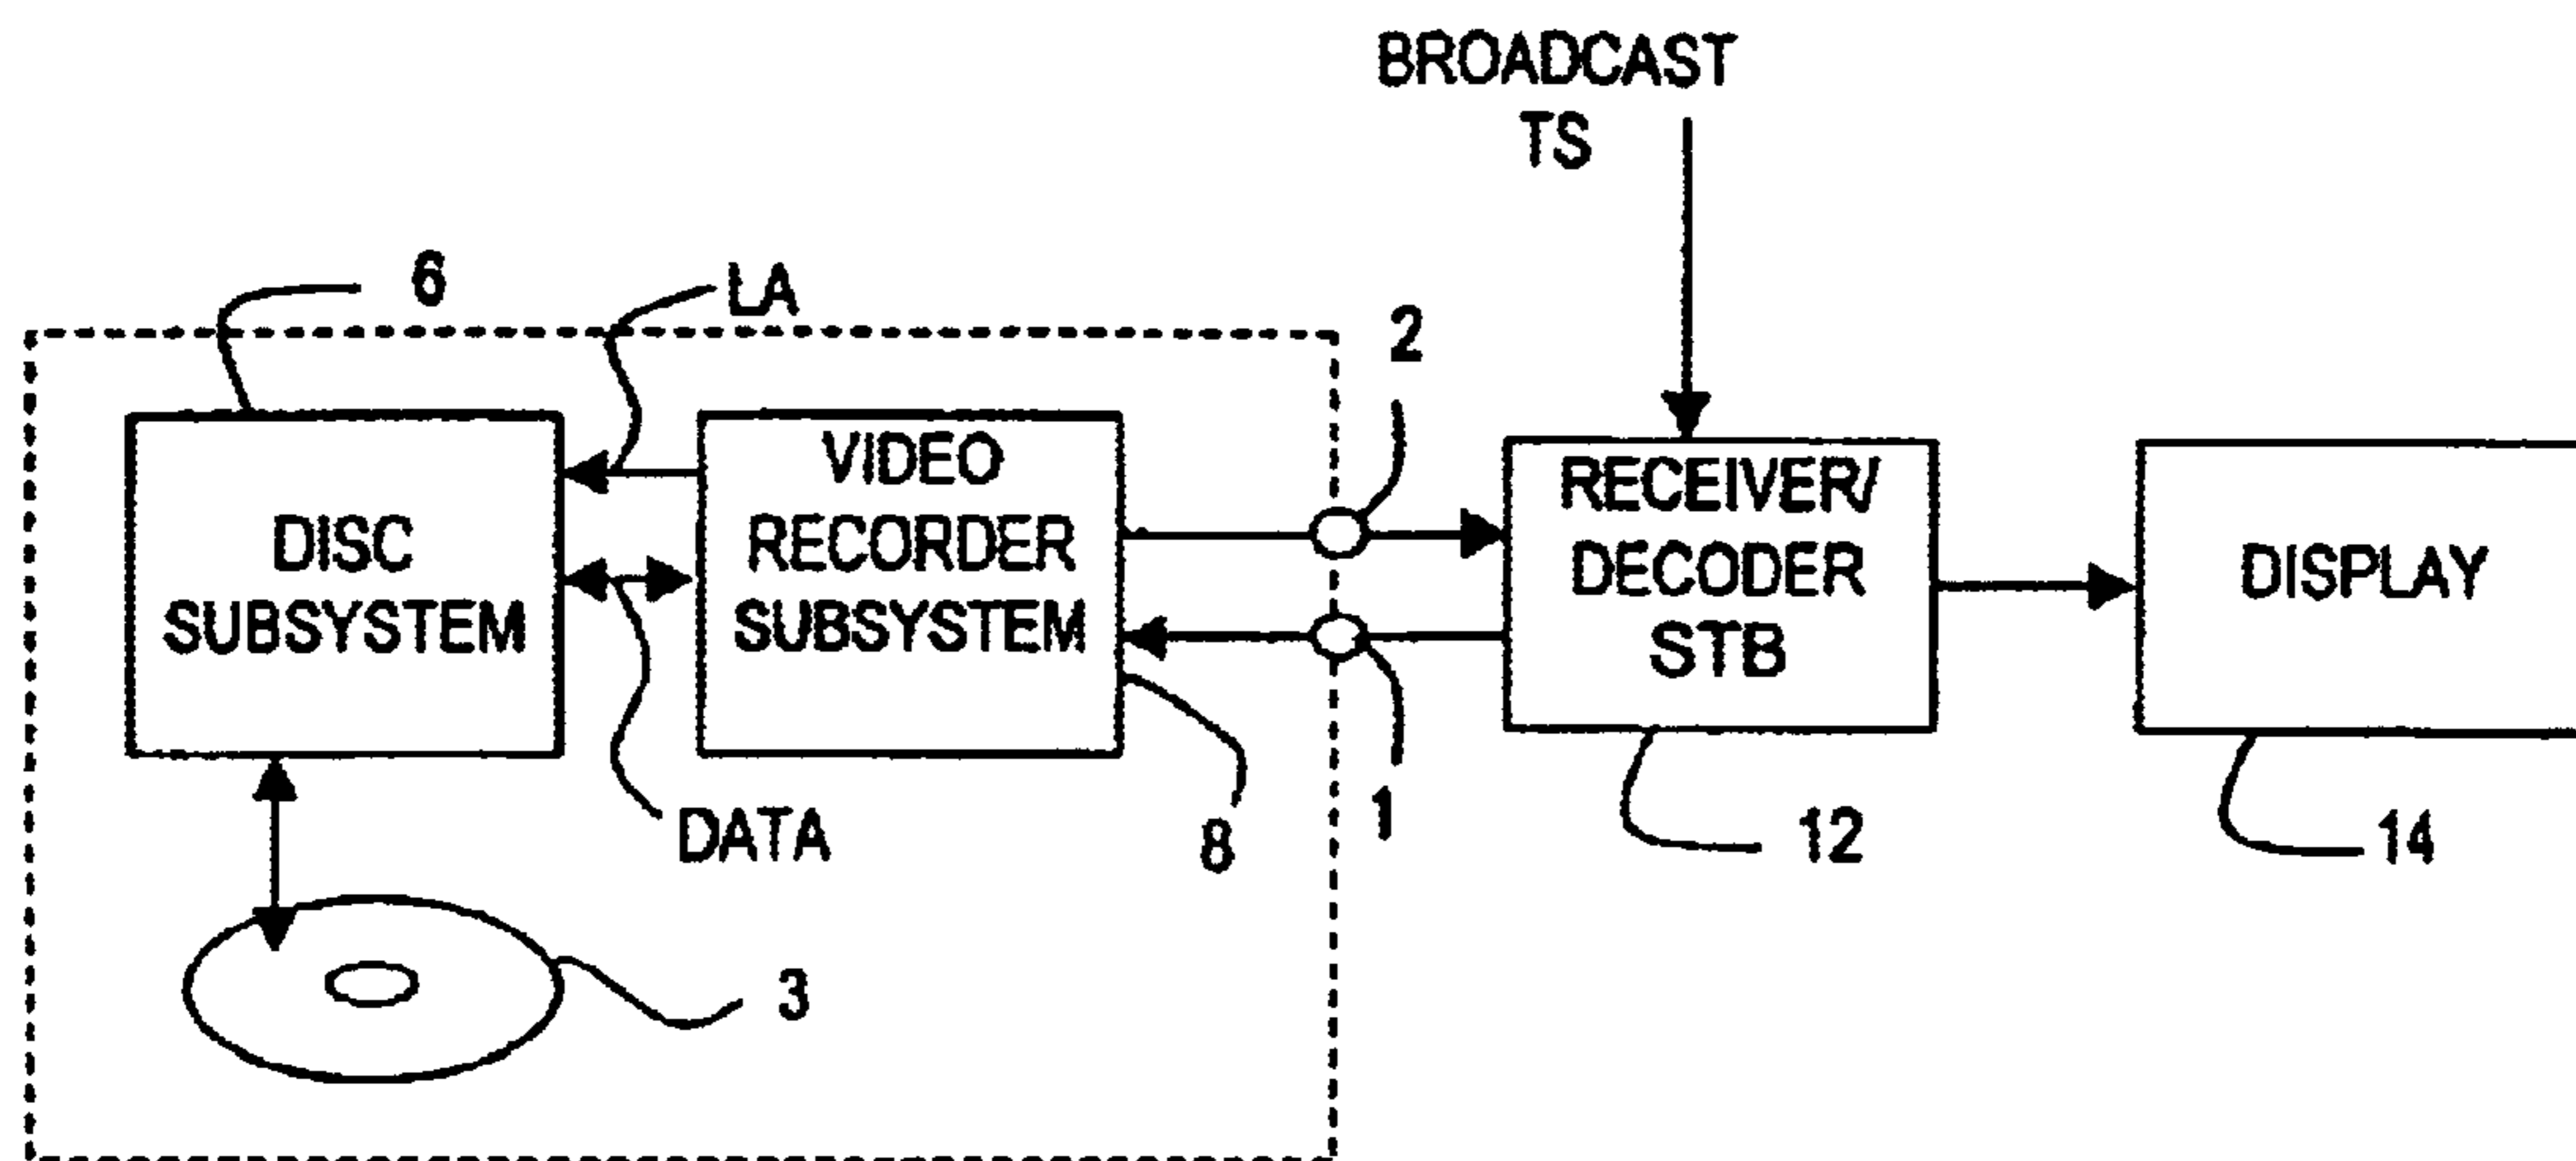 BROADCAST
TS
6
LA
2
DISC
SUBSYSTEM
VIDEO
RECORDER
SUBSYSTEM
RECEIVER/
DECODER
STB
DISPLAY
DATA
8
1
12
14
3